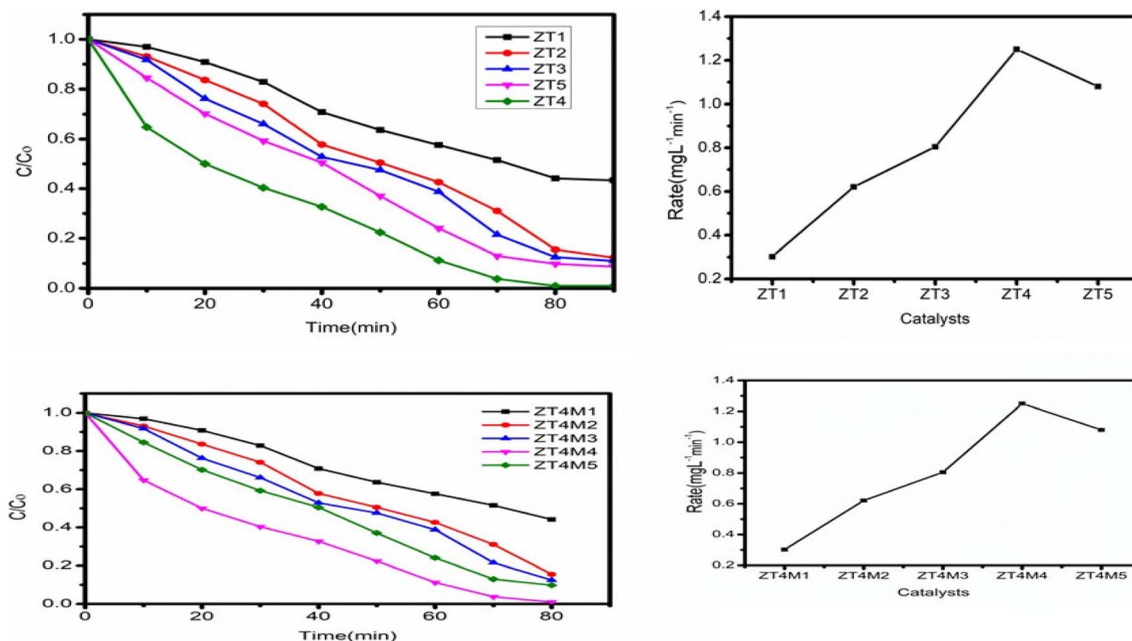 1.0
0.8
0.6
0.4
0.2
0.0
C/C₀
0 20 40 60 80
Time(min)
ZT1
ZT2
ZT3
ZT5
ZT4
1.4
1.2
1.0
0.8
0.6
0.4
0.2
Rate(mgL⁻¹min⁻¹)
ZT1 ZT2 ZT3 ZT4 ZT5
Catalysts
1.0
0.8
0.6
0.4
0.2
0.0
C/C₀
0 20 40 60 80
Time(min)
ZT4M1
ZT4M2
ZT4M3
ZT4M4
ZT4M5
1.4
1.2
1.0
0.8
0.6
0.4
0.2
Rate(mgL⁻¹min⁻¹)
ZT4M1 ZT4M2 ZT4M3 ZT4M4 ZT4M5
Catalysts